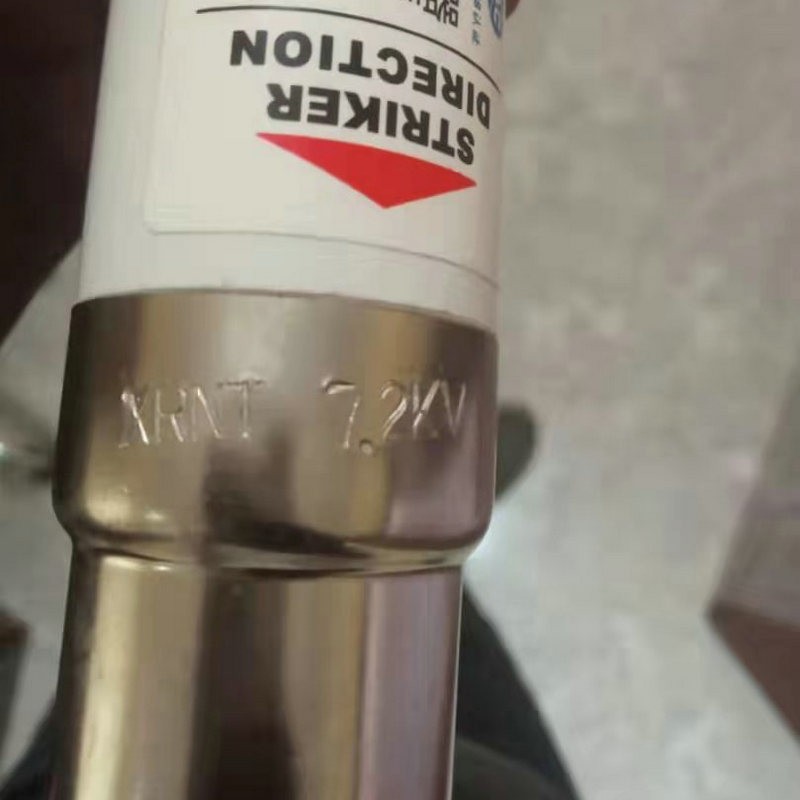 STRIKER
DIRECTION
XRNT 7.2KV